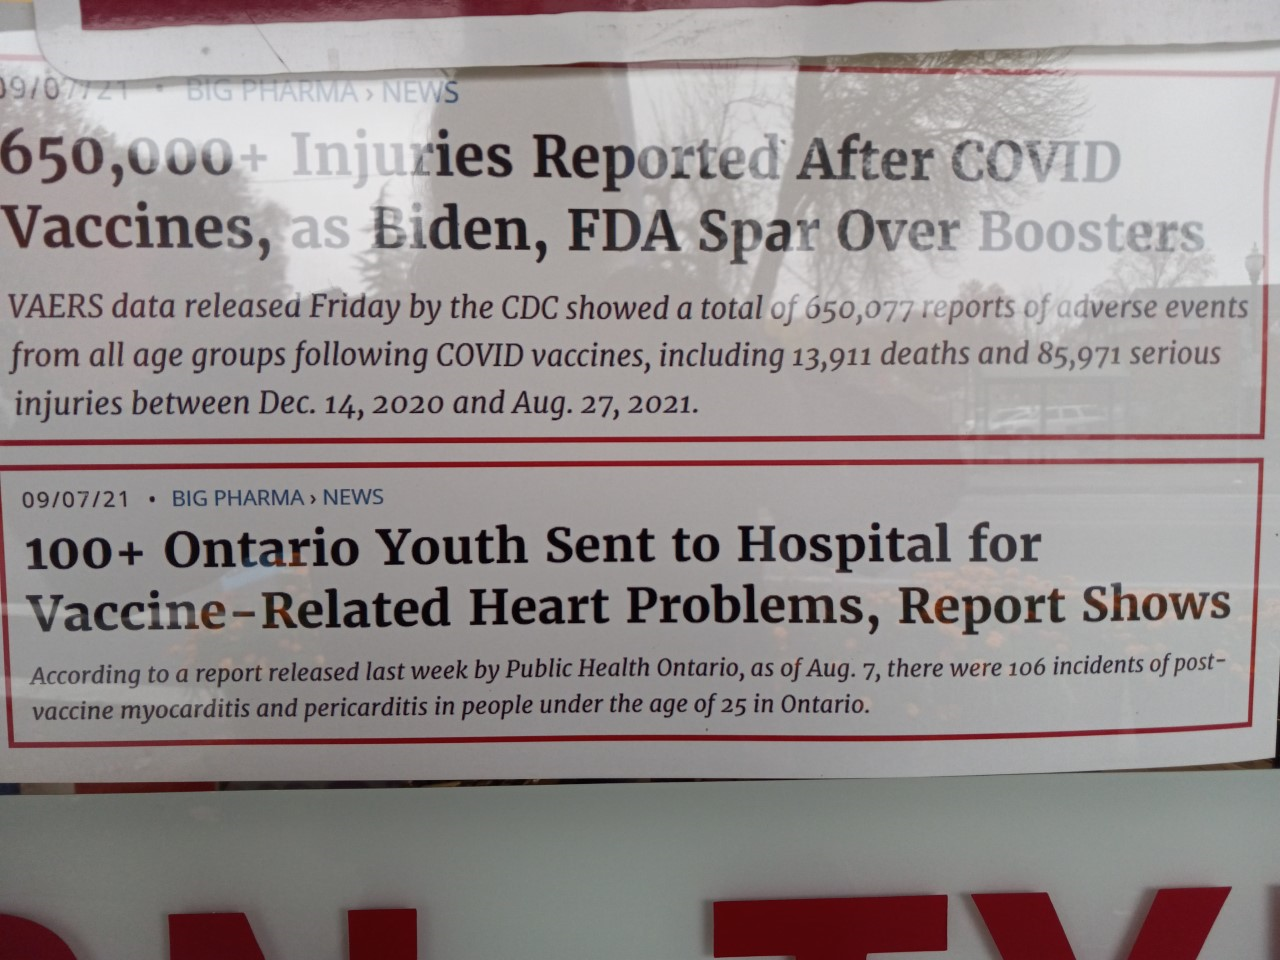 09/07/21 • BIG PHARMA › NEWS
650,000+ Injuries Reported After COVID
Vaccines, as Biden, FDA Spar Over Boosters
VAERS data released Friday by the CDC showed a total of 650,077 reports of adverse events
from all age groups following COVID vaccines, including 13,911 deaths and 85,971 serious
injuries between Dec. 14, 2020 and Aug. 27, 2021.
09/07/21 • BIG PHARMA › NEWS
100+ Ontario Youth Sent to Hospital for
Vaccine-Related Heart Problems, Report Shows
According to a report released last week by Public Health Ontario, as of Aug. 7, there were 106 incidents of post-
vaccine myocarditis and pericarditis in people under the age of 25 in Ontario.